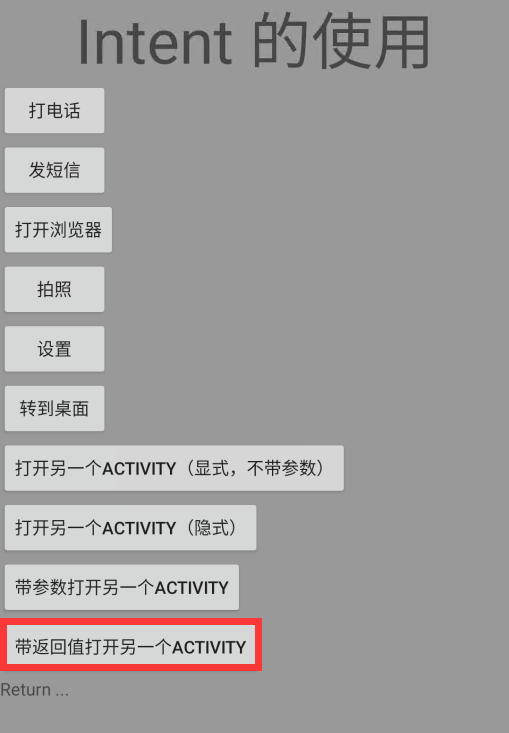 Intent 的使用
打电话
发短信
打开浏览器
拍照
设置
转到桌面
打开另一个ACTIVITY（显式，不带参数）
打开另一个ACTIVITY（隐式）
带参数打开另一个ACTIVITY
带返回值打开另一个ACTIVITY
Return ...